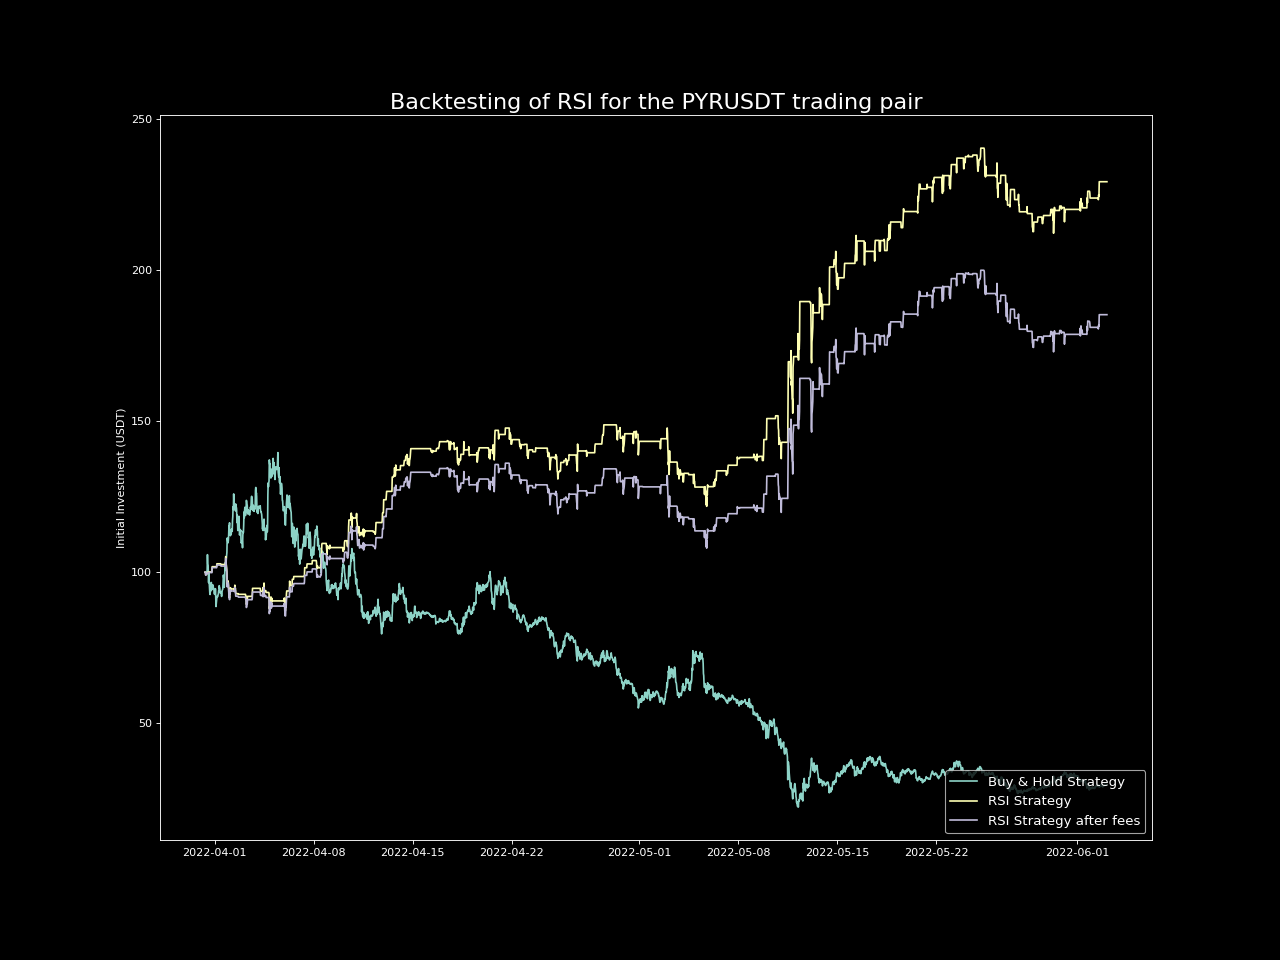 Backtesting of RSI for the PYRUSDT trading pair
250
200
150
100
50
Initial Investment (USDT)
2022-04-01 2022-04-08 2022-04-15 2022-04-22 2022-05-01 2022-05-08 2022-05-15 2022-05-22 2022-06-01
Buy & Hold Strategy
RSI Strategy
RSI Strategy after fees